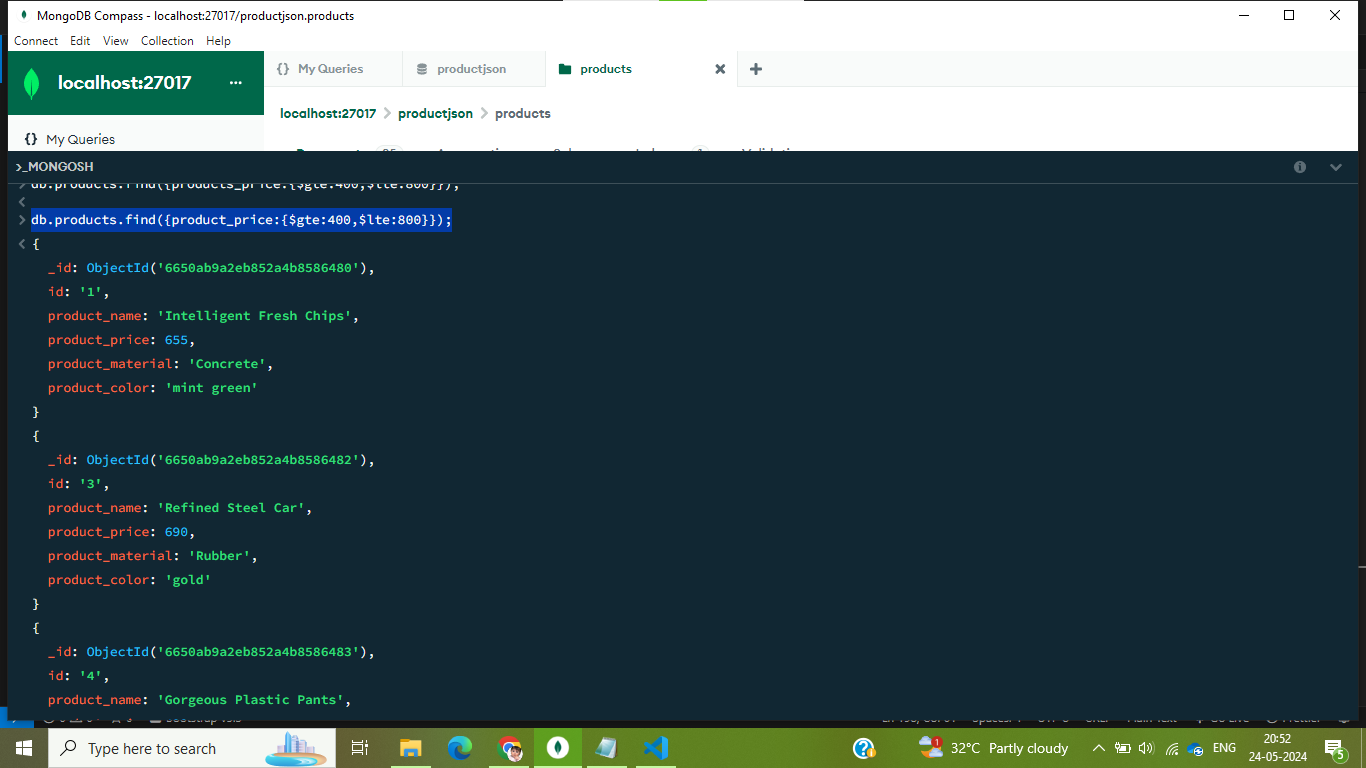 MongoDB Compass - localhost:27017/productjson.products
Connect Edit View Collection Help
localhost:27017 ...
{} My Queries
productjson
products
localhost:27017 > productjson > products
{} My Queries
>_MONGOSH
db.products.find({products_price:{$gte:400,$lte:800}});
db.products.find({product_price:{$gte:400,$lte:800}});
{
_id: ObjectId('6650ab9a2eb852a4b8586480'),
id: '1',
product_name: 'Intelligent Fresh Chips',
product_price: 655,
product_material: 'Concrete',
product_color: 'mint green'
}
{
_id: ObjectId('6650ab9a2eb852a4b8586482'),
id: '3',
product_name: 'Refined Steel Car',
product_price: 690,
product_material: 'Rubber',
product_color: 'gold'
}
{
_id: ObjectId('6650ab9a2eb852a4b8586483'),
id: '4',
product_name: 'Gorgeous Plastic Pants',
Type here to search
1
32°C Partly cloudy
ENG
20:52
24-05-2024
5